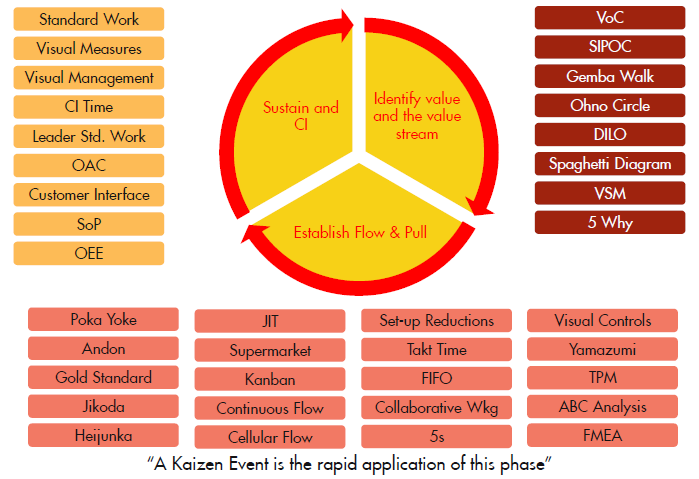 Standard Work
Visual Measures
Visual Management
CI Time
Leader Std. Work
OAC
Customer Interface
SoP
OEE
Sustain and
CI
Identify value
and the value
stream
Establish Flow & Pull
VoC
SIPOC
Gemba Walk
Ohno Circle
DILO
Spaghetti Diagram
VSM
5 Why
Poka Yoke
Andon
Gold Standard
Jikoda
Heijunka
JIT
Supermarket
Kanban
Continuous Flow
Cellular Flow
Set-up Reductions
Takt Time
FIFO
Collaborative Wkg
5s
Visual Controls
Yamazumi
TPM
ABC Analysis
FMEA
“A Kaizen Event is the rapid application of this phase”